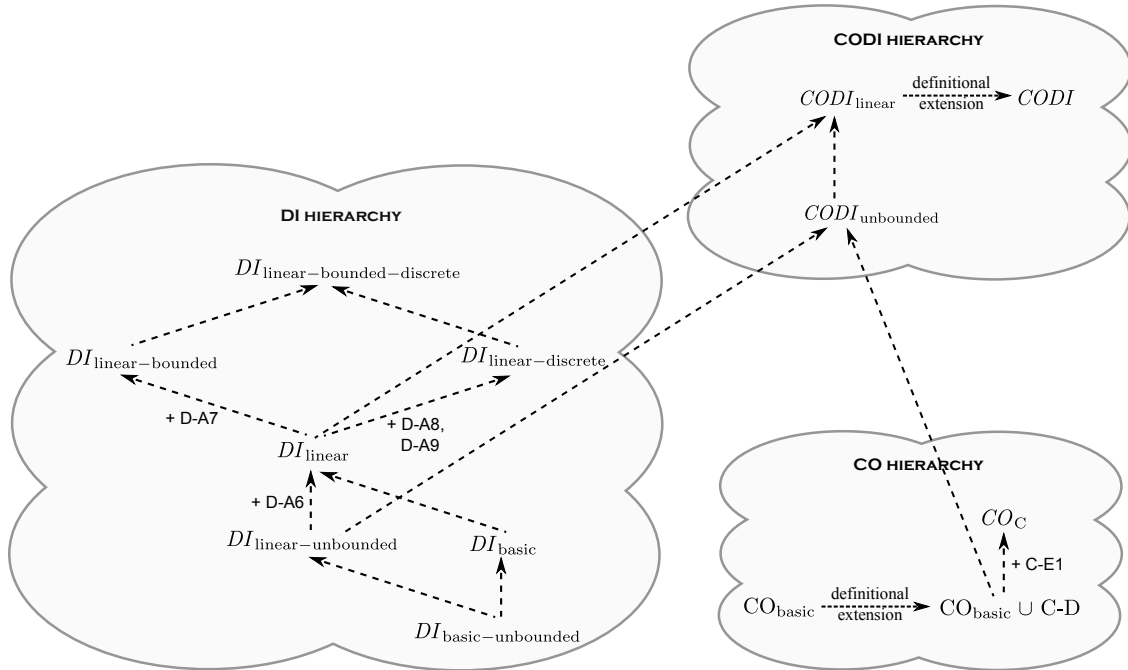 CODI HIERARCHY
CODI_linear
definitional
extension
CODI
CODI_unbounded
DI HIERARCHY
DI_linear−bounded−discrete
DI_linear−bounded
DI_linear−discrete
+ D-A7
+ D-A8,
D-A9
DI_linear
+ D-A6
DI_linear−unbounded
DI_basic
DI_basic−unbounded
CO HIERARCHY
CO_C
+ C-E1
CO_basic
definitional
extension
CO_basic ∪ C-D